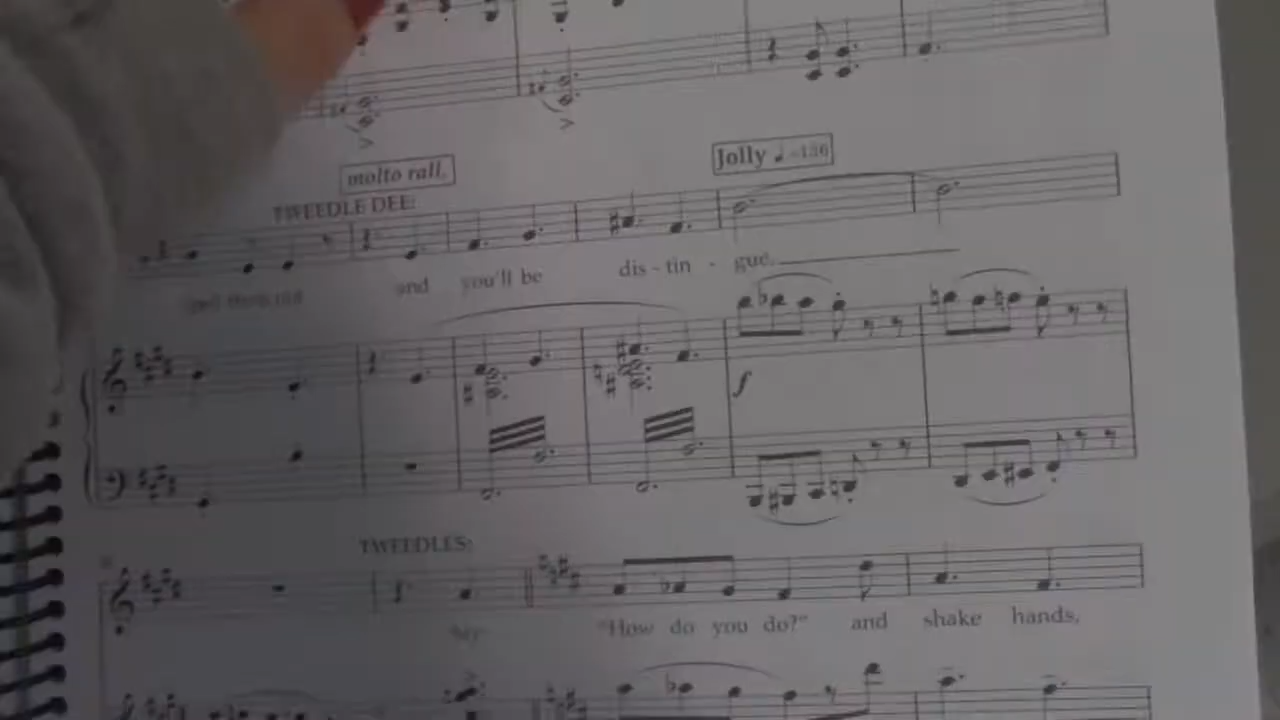 Jolly ♩.=136
molto rall.
TWEEDLE DEE:
and you'll be dis - tin - gue.
f
TWEEDLES:
"How do you do?" and shake hands,